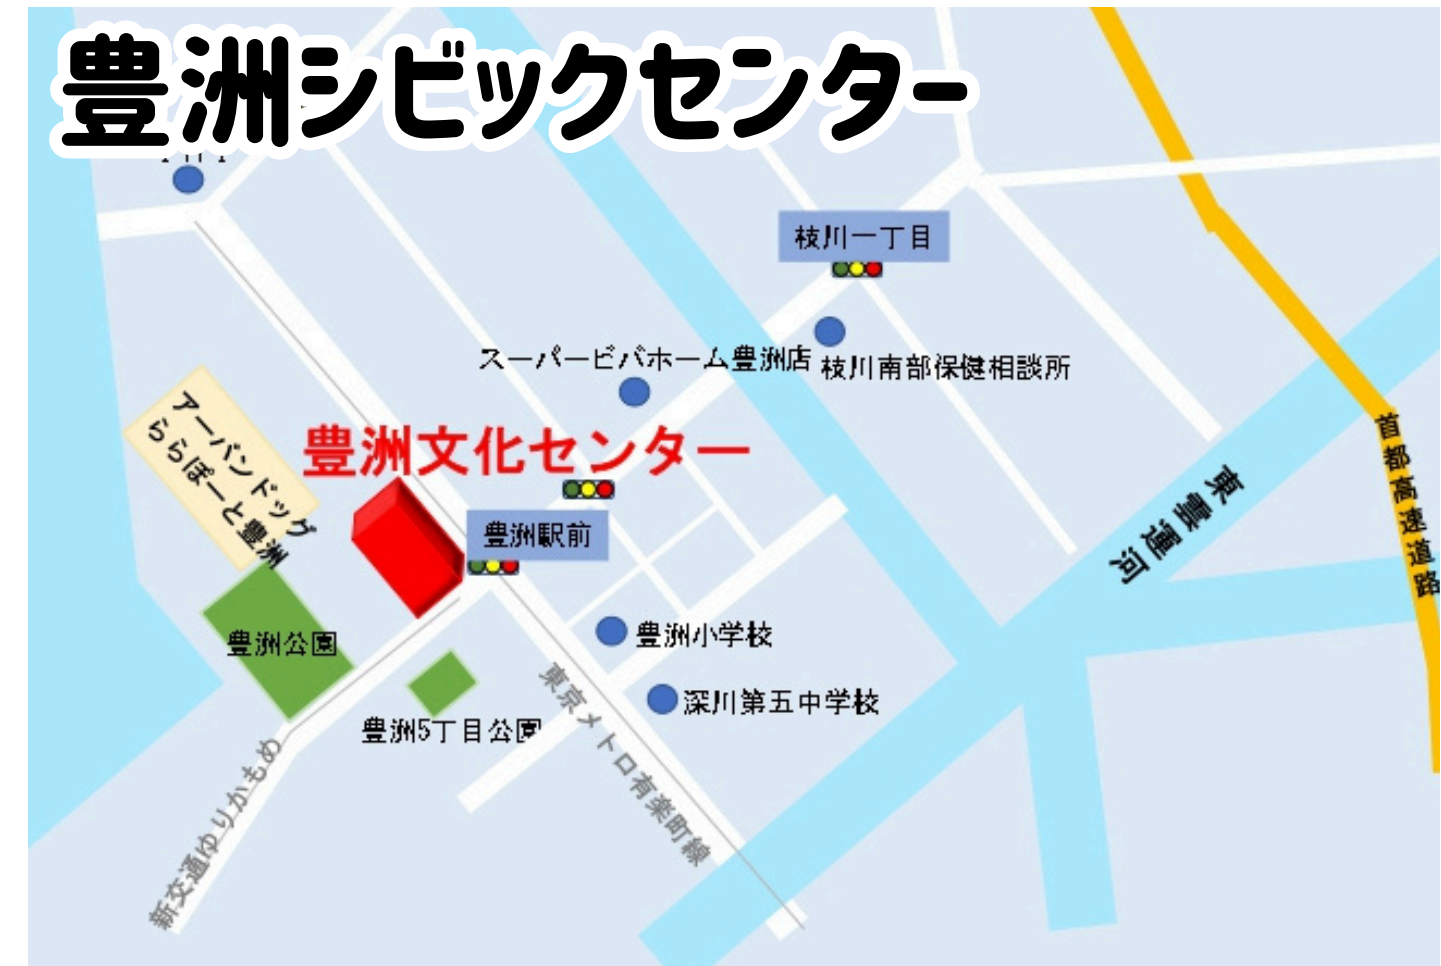 豊洲シビックセンター
枝川一丁目
スーパービバホーム豊洲店
枝川南部保健相談所
アーバンドッグ
ららぽーと豊洲
豊洲文化センター
豊洲駅前
首都高速道路
東雲運河
豊洲公園
豊洲小学校
深川第五中学校
豊洲5丁目公園
東京メトロ有楽町線
新交通ゆりかもめ